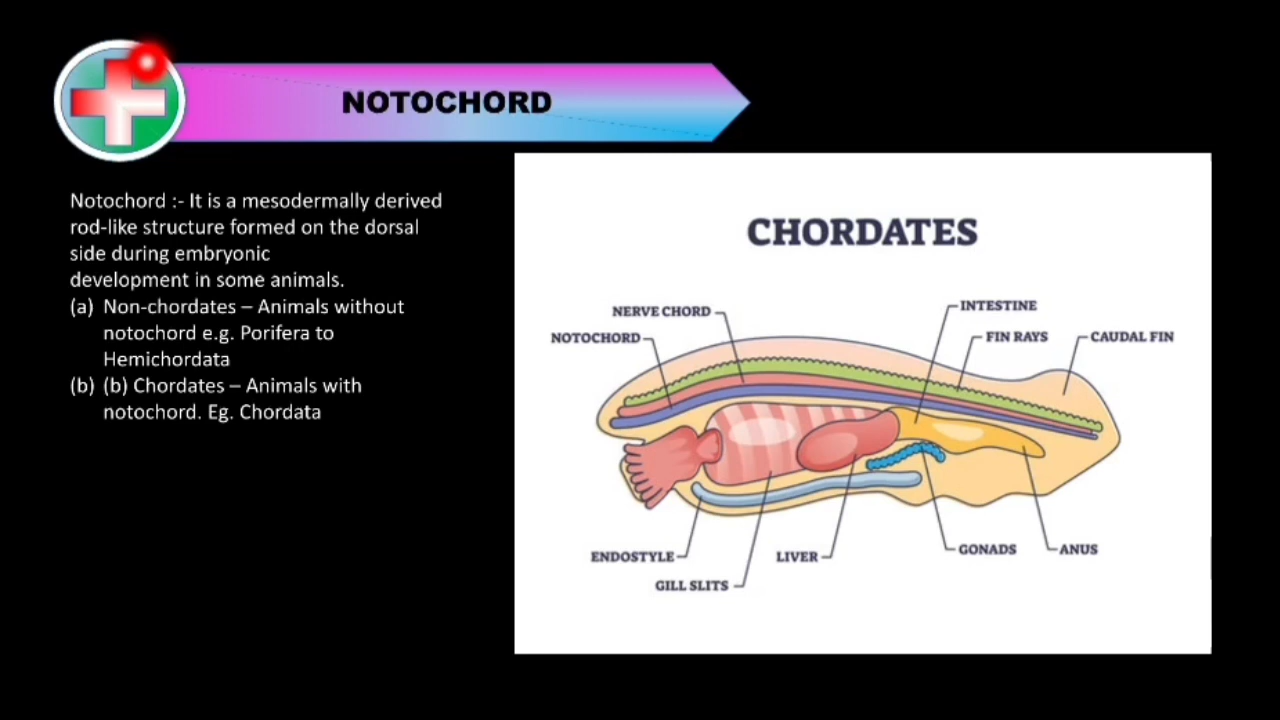 NOTOCHORD
Notochord :- It is a mesodermally derived
rod-like structure formed on the dorsal
side during embryonic
development in some animals.
(a) Non-chordates – Animals without
notochord e.g. Porifera to
Hemichordata
(b) (b) Chordates – Animals with
notochord. Eg. Chordata
CHORDATES
NERVE CHORD
INTESTINE
NOTOCHORD
FIN RAYS
CAUDAL FIN
ENDOSTYLE
LIVER
GONADS
ANUS
GILL SLITS